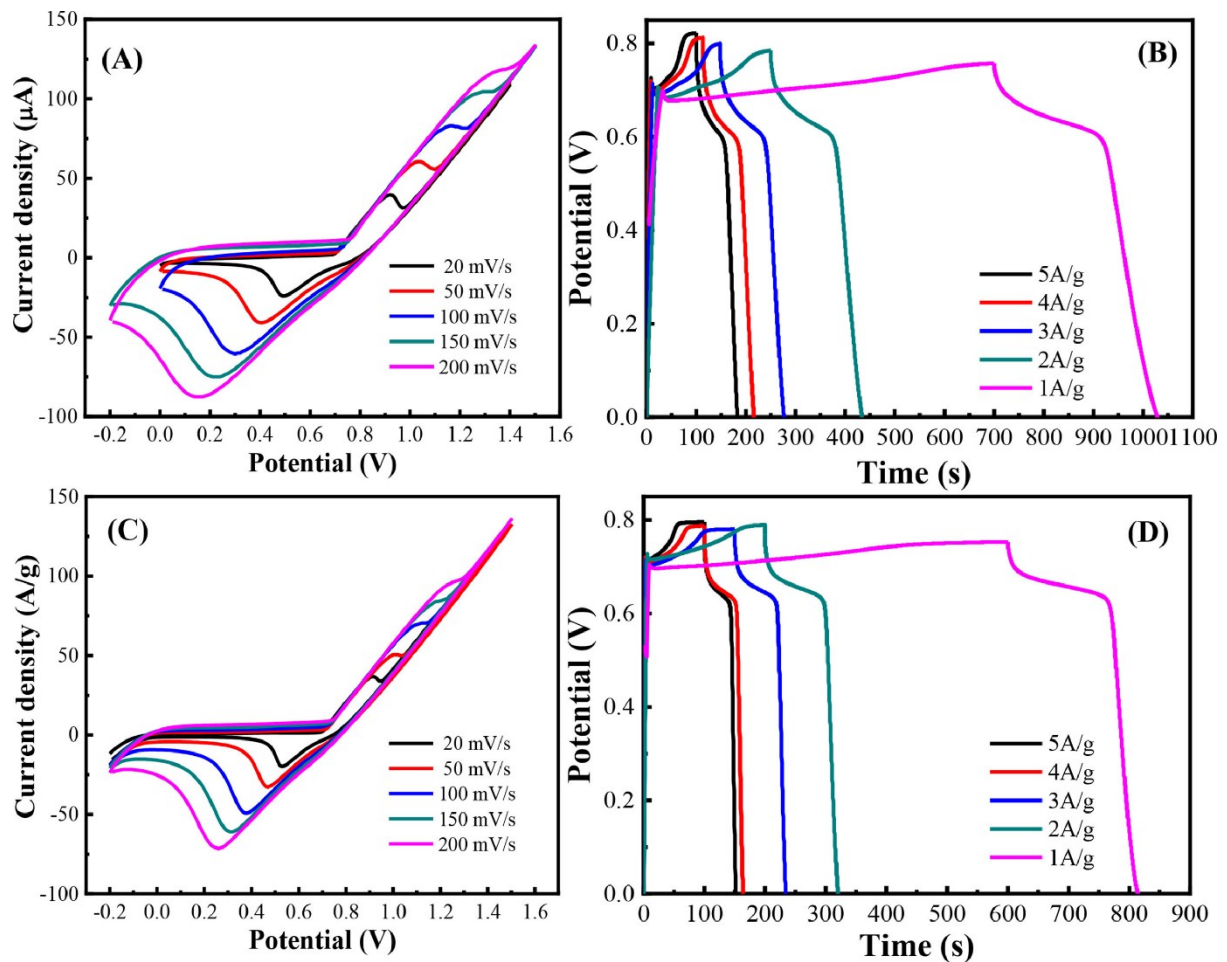 (A)
Current density (μA)
150
100
50
0
-50
-100
-0.2 0.0 0.2 0.4 0.6 0.8 1.0 1.2 1.4 1.6
Potential (V)
20 mV/s
50 mV/s
100 mV/s
150 mV/s
200 mV/s
(B)
Potential (V)
0.8
0.6
0.4
0.2
0.0
0 100 200 300 400 500 600 700 800 900 10001100
Time (s)
5A/g
4A/g
3A/g
2A/g
1A/g
(C)
Current density (A/g)
150
100
50
0
-50
-100
-0.2 0.0 0.2 0.4 0.6 0.8 1.0 1.2 1.4 1.6
Potential (V)
20 mV/s
50 mV/s
100 mV/s
150 mV/s
200 mV/s
(D)
Potential (V)
0.8
0.6
0.4
0.2
0.0
0 100 200 300 400 500 600 700 800 900
Time (s)
5A/g
4A/g
3A/g
2A/g
1A/g